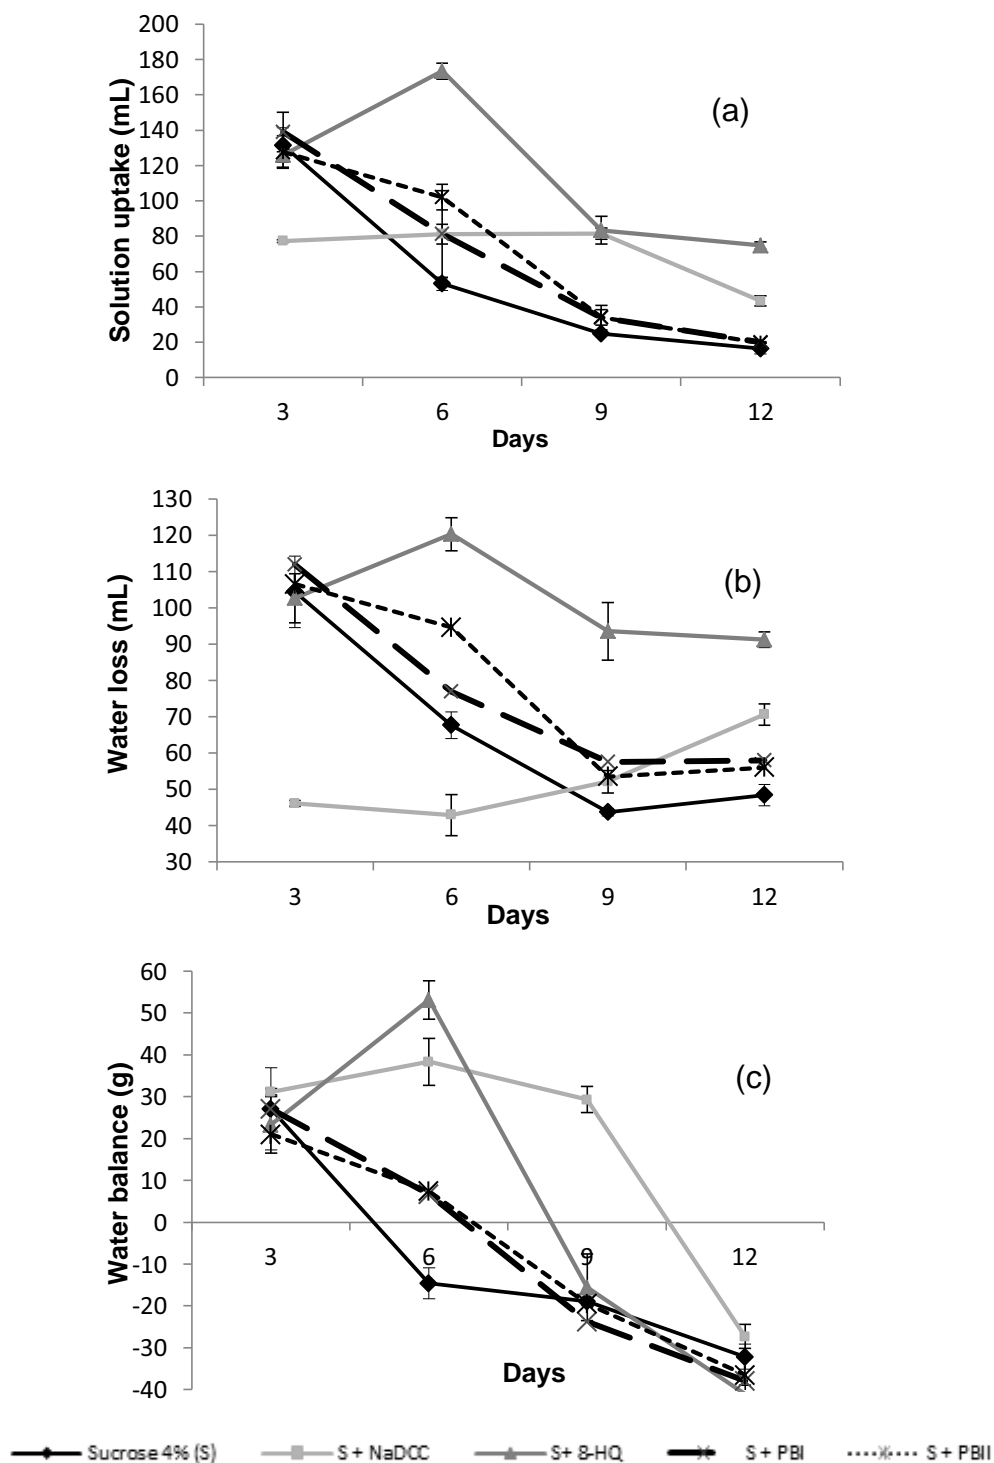 200
180
160
140
120
100
80
60
40
20
0
Solution uptake (mL)
(a)
3 6 9 12
Days
130
120
110
100
90
80
70
60
50
40
30
Water loss (mL)
(b)
3 6 9 12
Days
60
50
40
30
20
10
0
-10
-20
-30
-40
Water balance (g)
(c)
3 6 9 12
Days
Sucrose 4% (S) S + NaDCC S+ 8-HQ S + PBI S + PBII